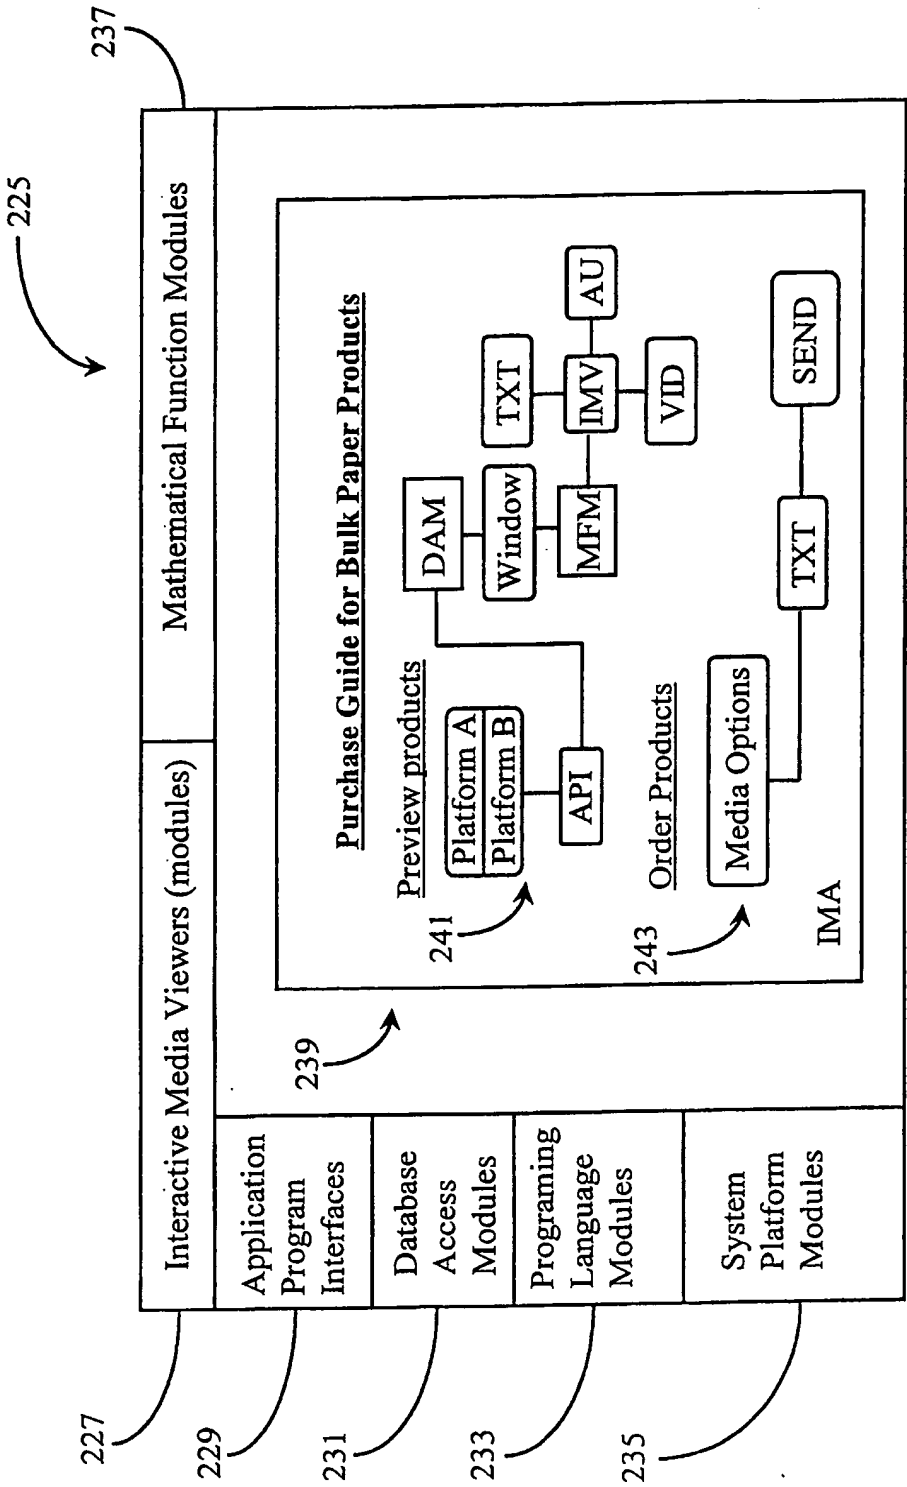 225
237
Interactive Media Viewers (modules)
Mathematical Function Modules
227
Application
Program
Interfaces
229
Database
Access
Modules
231
Programing
Language
Modules
233
System
Platform
Modules
235
239
Purchase Guide for Bulk Paper Products
Preview products
Platform A
Platform B
241
API
DAM
Window
MFM
TXT
IMV
AU
VID
Order Products
243
Media Options
TXT
SEND
IMA